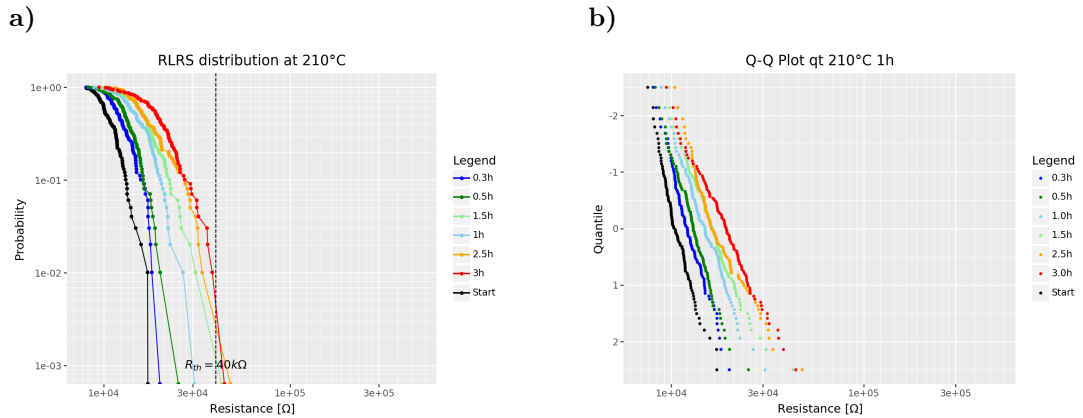 a)
RLRS distribution at 210°C
Probability
1e+00
1e-01
1e-02
1e-03
R_th = 40kΩ
1e+04
3e+04
1e+05
3e+05
Resistance [Ω]
Legend
0.3h
0.5h
1.5h
1h
2.5h
3h
Start
b)
Q-Q Plot qt 210°C 1h
Quantile
-2
-1
0
1
2
1e+04
3e+04
1e+05
3e+05
Resistance [Ω]
Legend
0.3h
0.5h
1.0h
1.5h
2.5h
3.0h
Start